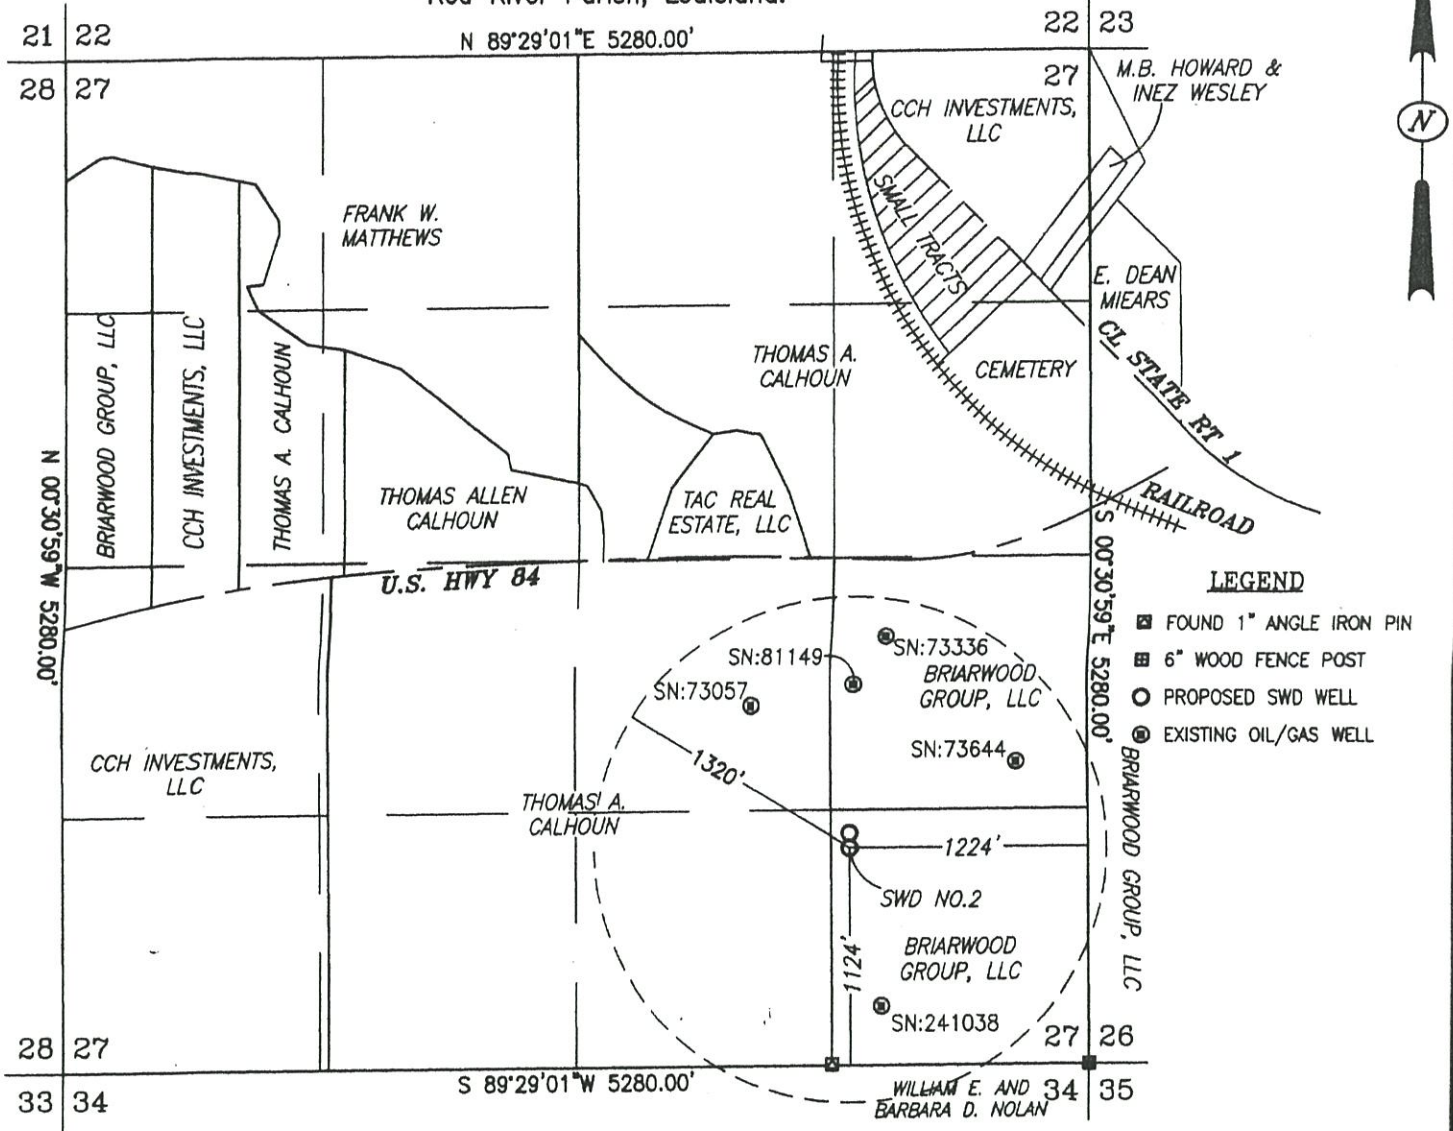 Red River Parish, Louisiana.
21 22
22 23
N 89°29'01"E 5280.00'
28 27
27
M.B. HOWARD &
INEZ WESLEY
CCH INVESTMENTS,
LLC
N
FRANK W.
MATTHEWS
SMALL TRACTS
E. DEAN
MIEARS
BRIARWOOD GROUP, LLC
CCH INVESTMENTS, LLC
THOMAS A. CALHOUN
THOMAS A.
CALHOUN
CEMETERY
CL STATE RT 1
N 00°30'59"W 5280.00'
THOMAS ALLEN
CALHOUN
TAC REAL
ESTATE, LLC
RAILROAD
S 00°30'59"E 5280.00'
U.S. HWY 84
LEGEND
FOUND 1" ANGLE IRON PIN
6" WOOD FENCE POST
PROPOSED SWD WELL
EXISTING OIL/GAS WELL
SN:73336
SN:81149
BRIARWOOD
GROUP, LLC
SN:73057
SN:73644
CCH INVESTMENTS,
LLC
1320'
BRIARWOOD GROUP, LLC
THOMAS A.
CALHOUN
1224'
SWD NO.2
1124'
BRIARWOOD
GROUP, LLC
SN:241038
28 27
27 26
S 89°29'01"W 5280.00'
33 34
34 35
WILLIAM E. AND
BARBARA D. NOLAN